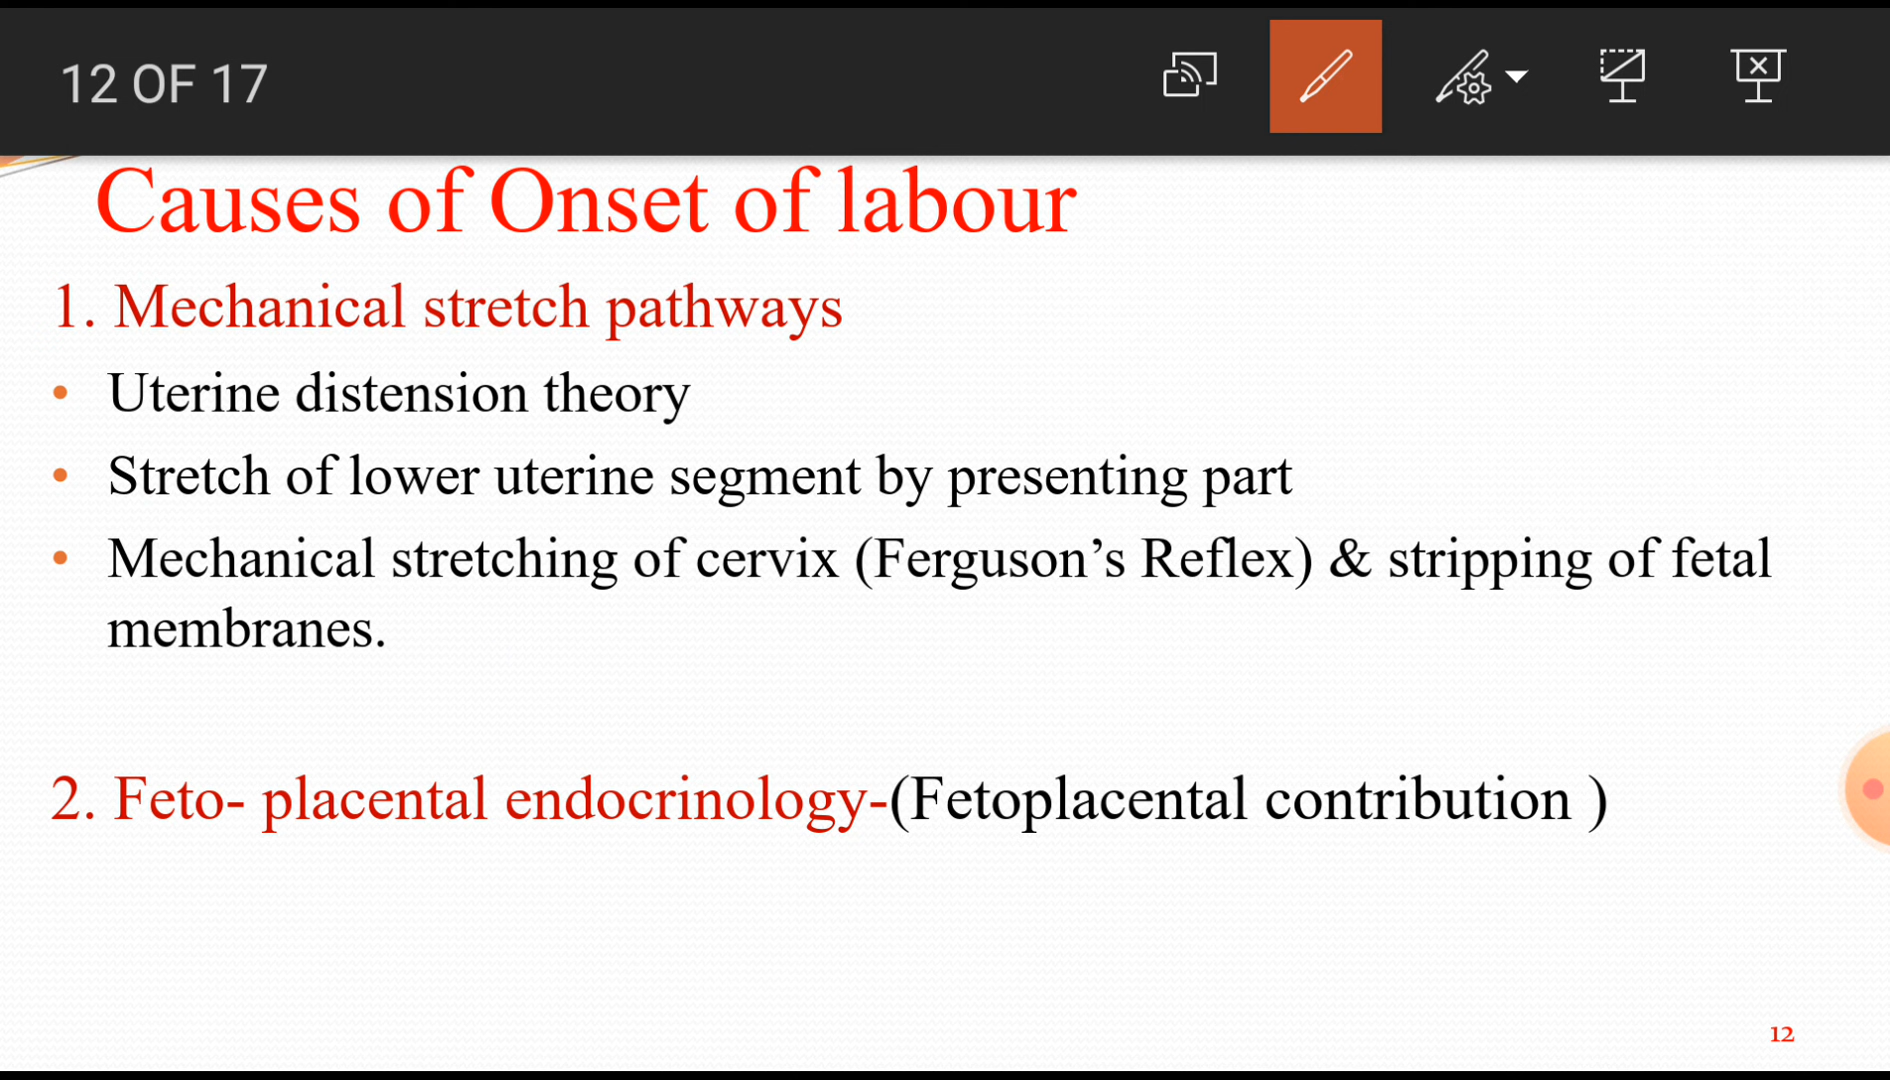 12 OF 17
Causes of Onset of labour
1. Mechanical stretch pathways
• Uterine distension theory
• Stretch of lower uterine segment by presenting part
• Mechanical stretching of cervix (Ferguson’s Reflex) & stripping of fetal
membranes.
2. Feto- placental endocrinology-(Fetoplacental contribution )
12